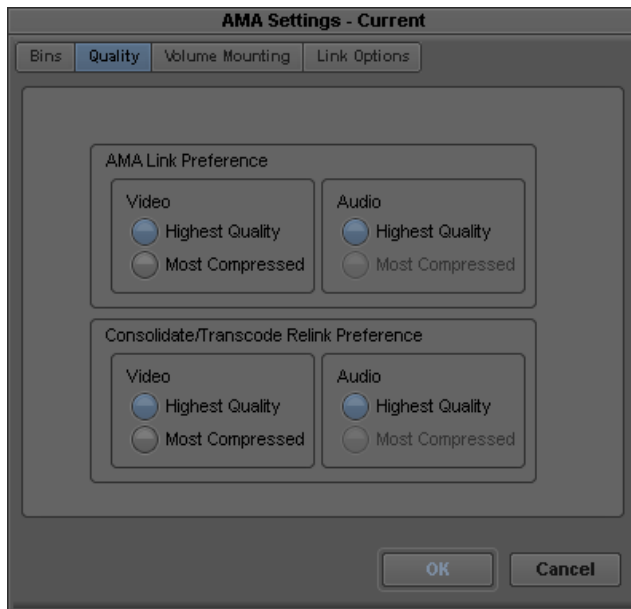 AMA Settings - Current
Bins Quality Volume Mounting Link Options
AMA Link Preference
Video Audio
Highest Quality Highest Quality
Most Compressed Most Compressed
Consolidate/Transcode Relink Preference
Video Audio
Highest Quality Highest Quality
Most Compressed Most Compressed
OK Cancel